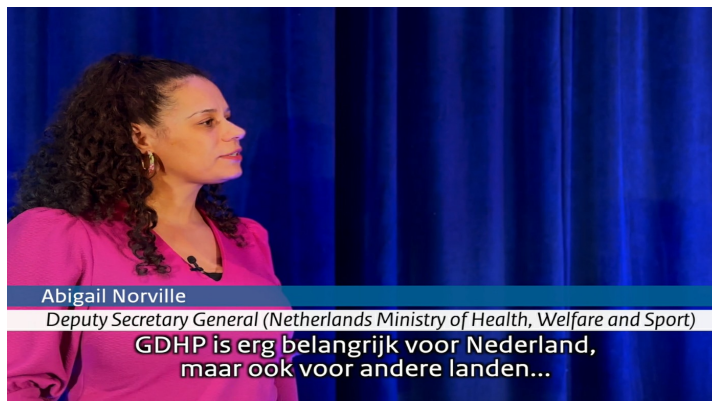 Abigail Norville
Deputy Secretary General (Netherlands Ministry of Health, Welfare and Sport)
GDHP is erg belangrijk voor Nederland,
maar ook voor andere landen...